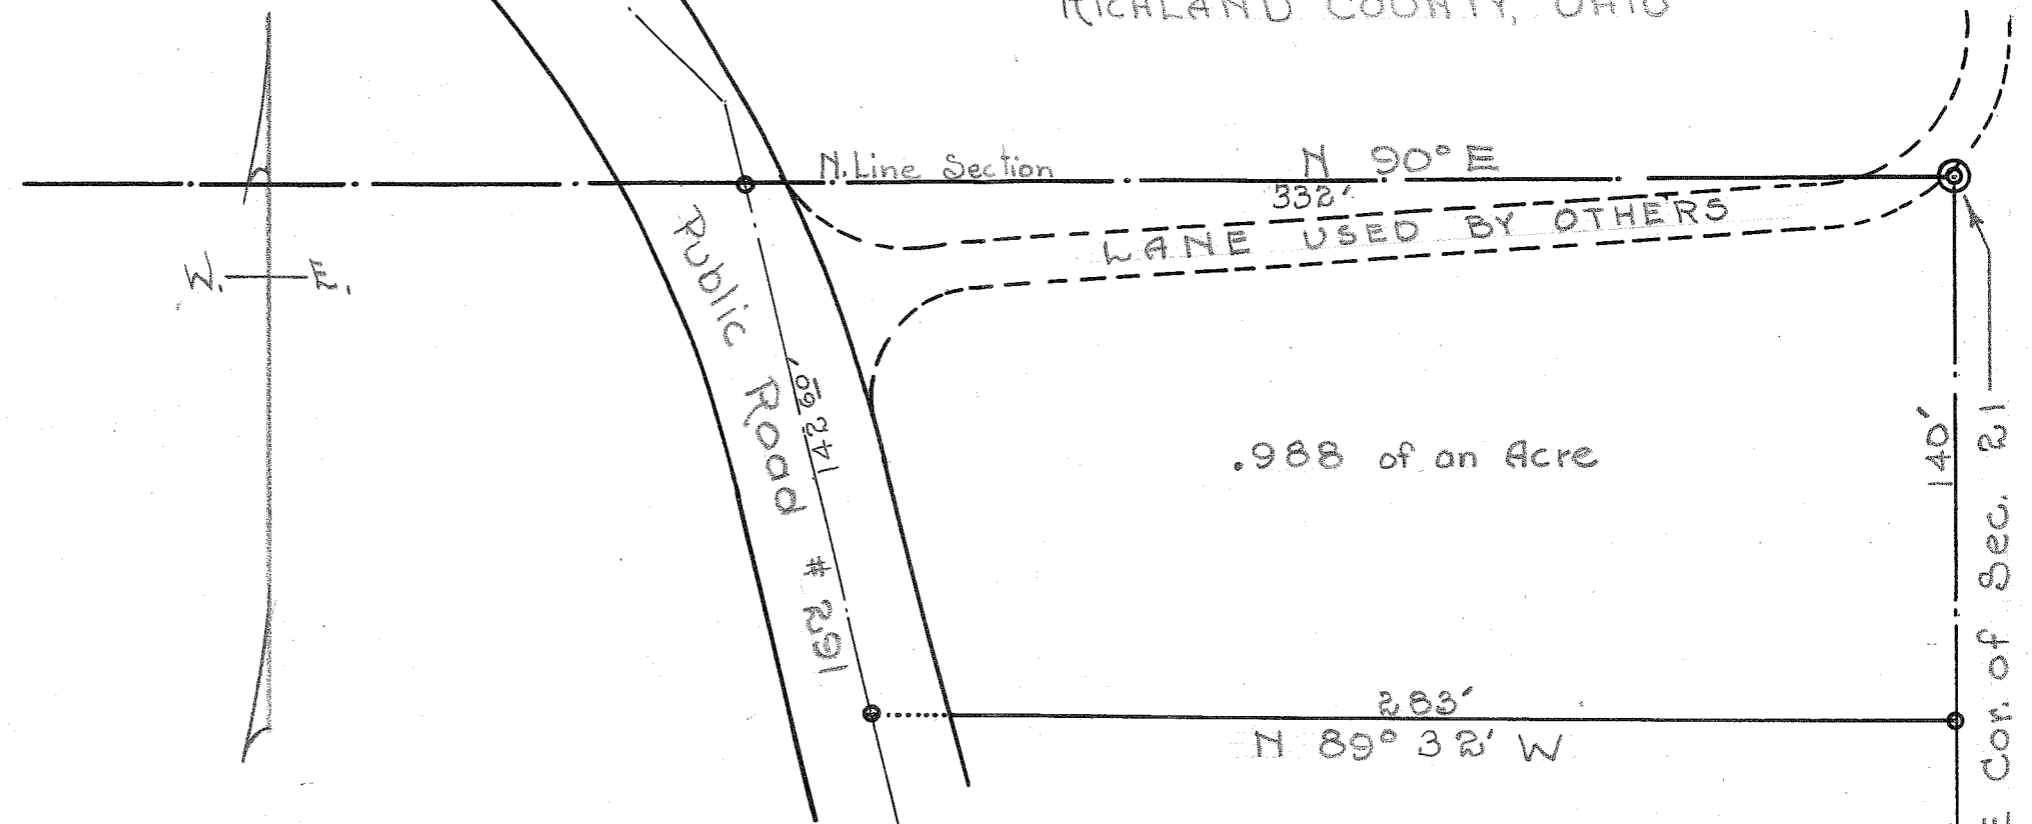 RICHLAND COUNTY, OHIO
N. Line Section
N 90° E
332'
LANE USED BY OTHERS
W. E.
Public Road # 291
142 60'
.988 of an Acre
140'
E Cor. of Sec. 21
283'
N 89° 32' W